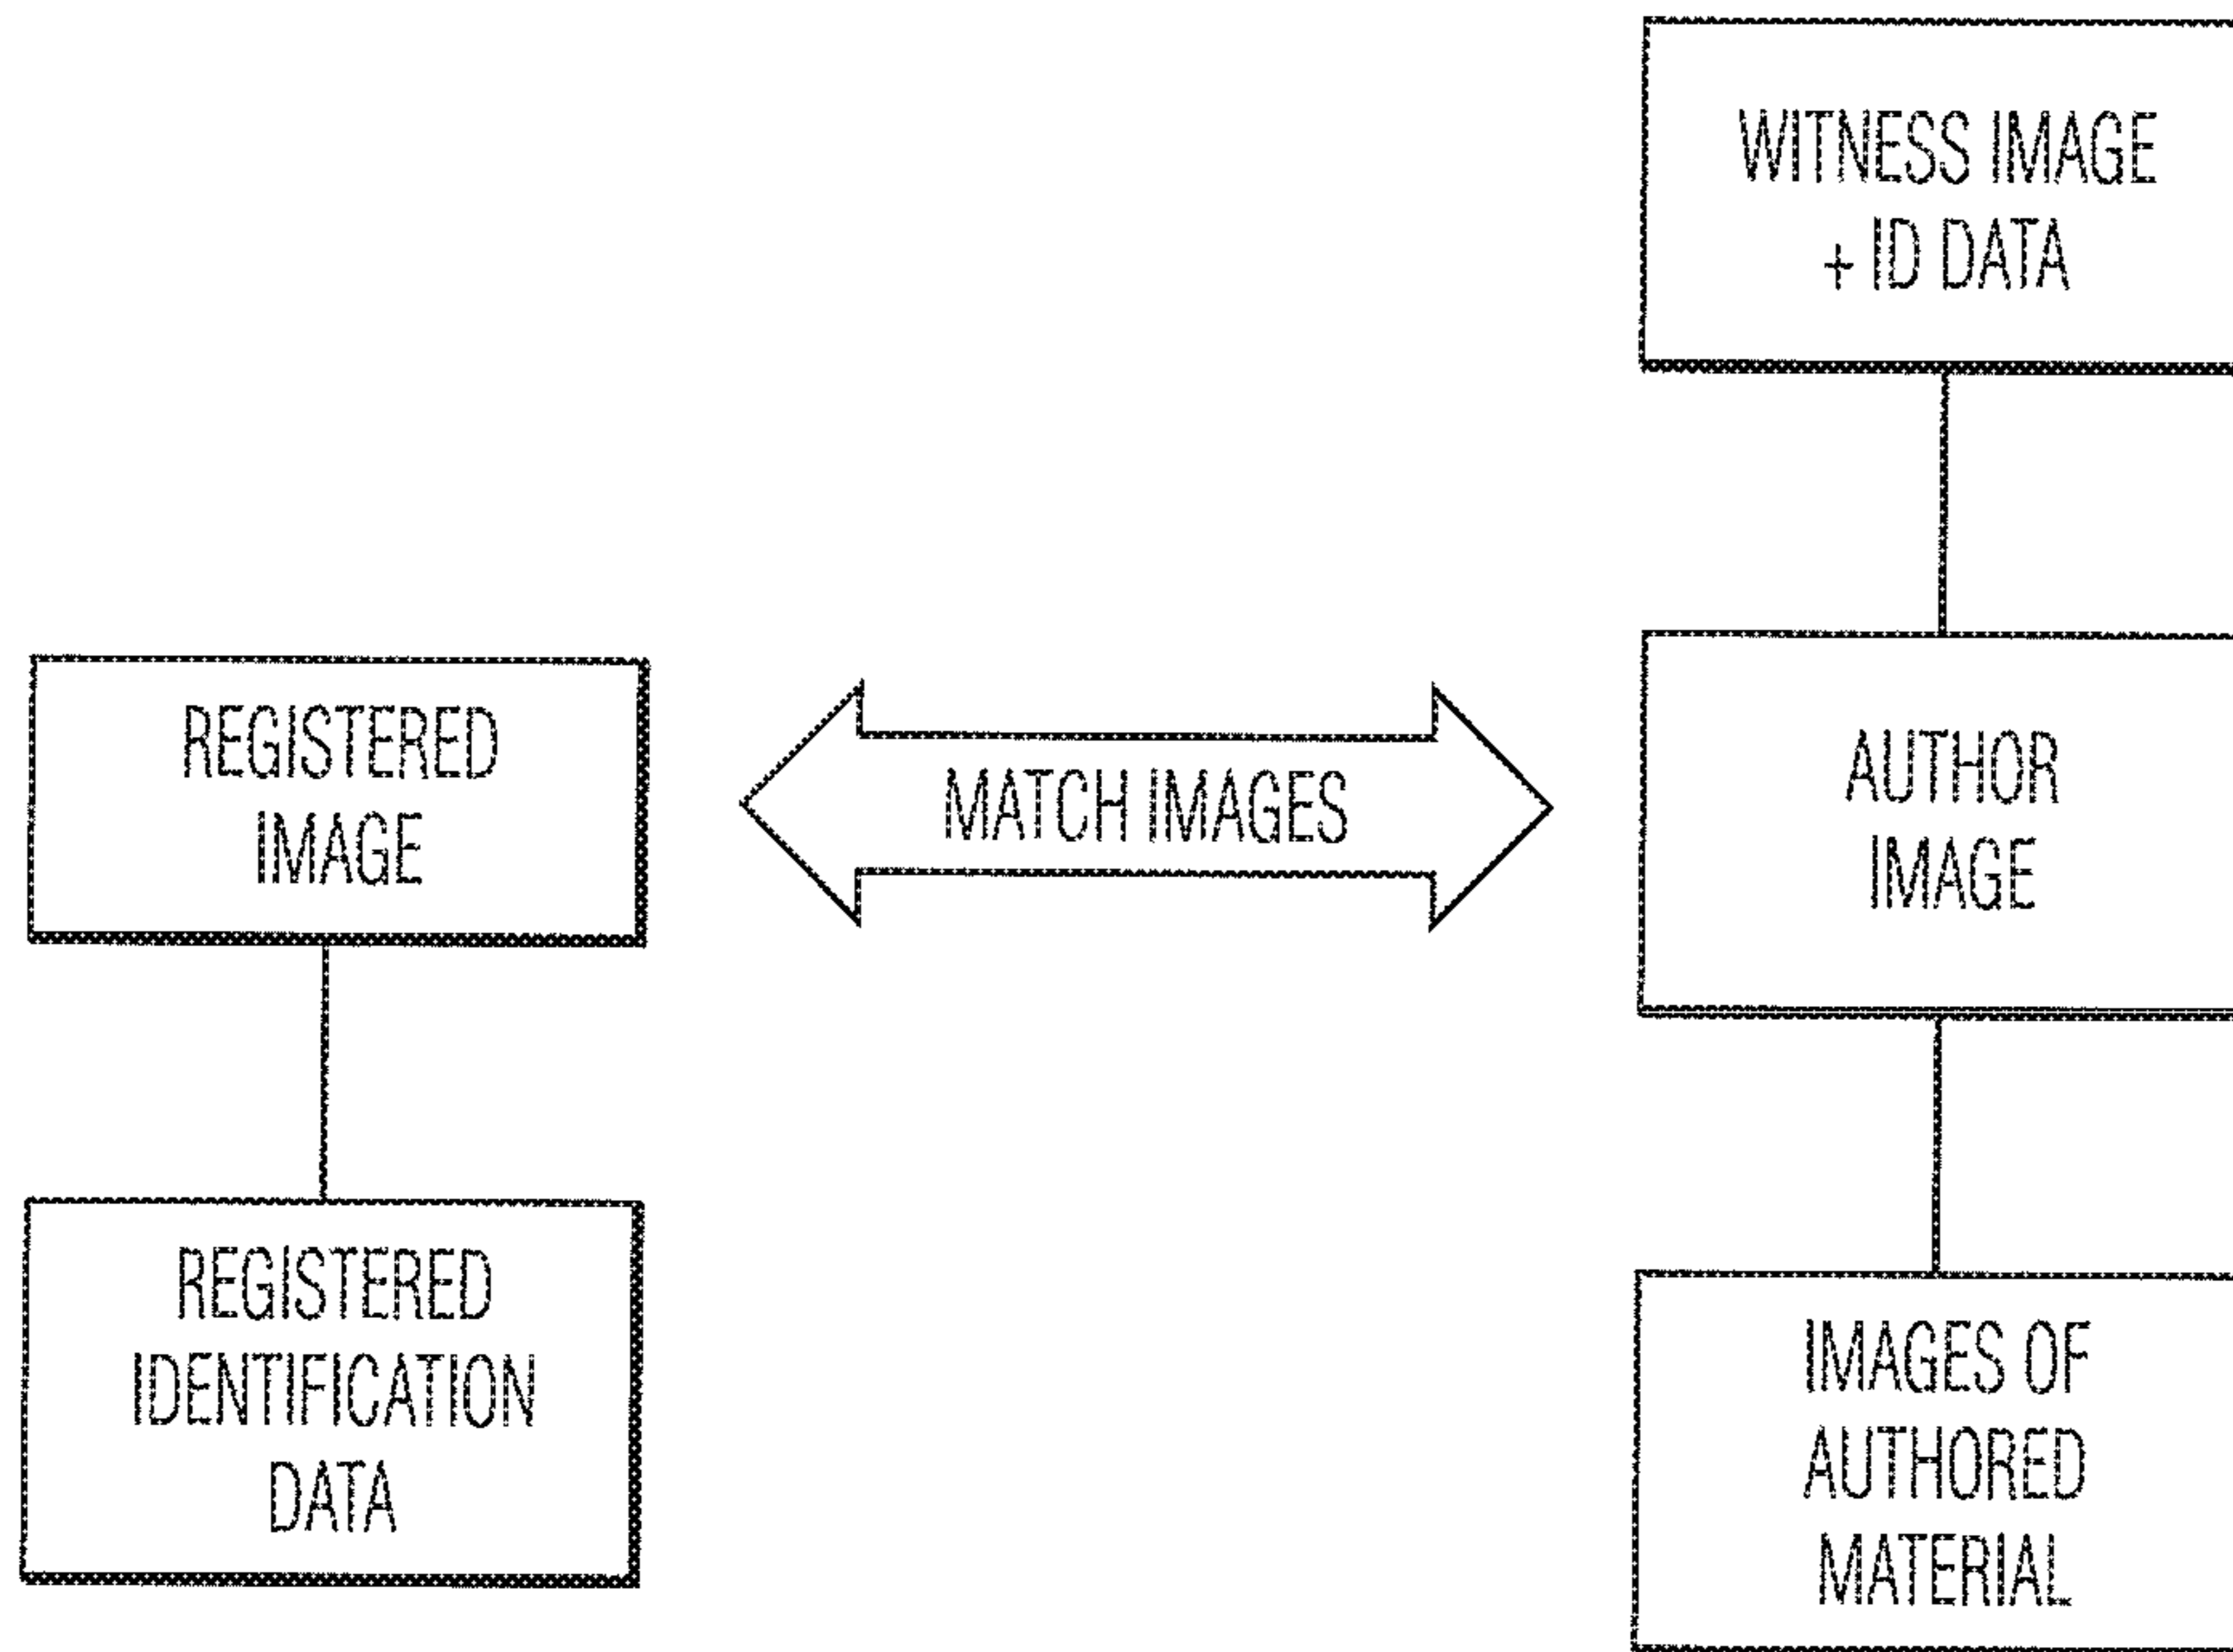 WITNESS IMAGE
+ ID DATA
REGISTERED
IMAGE
MATCH IMAGES
AUTHOR
IMAGE
REGISTERED
IDENTIFICATION
DATA
IMAGES OF
AUTHORED
MATERIAL